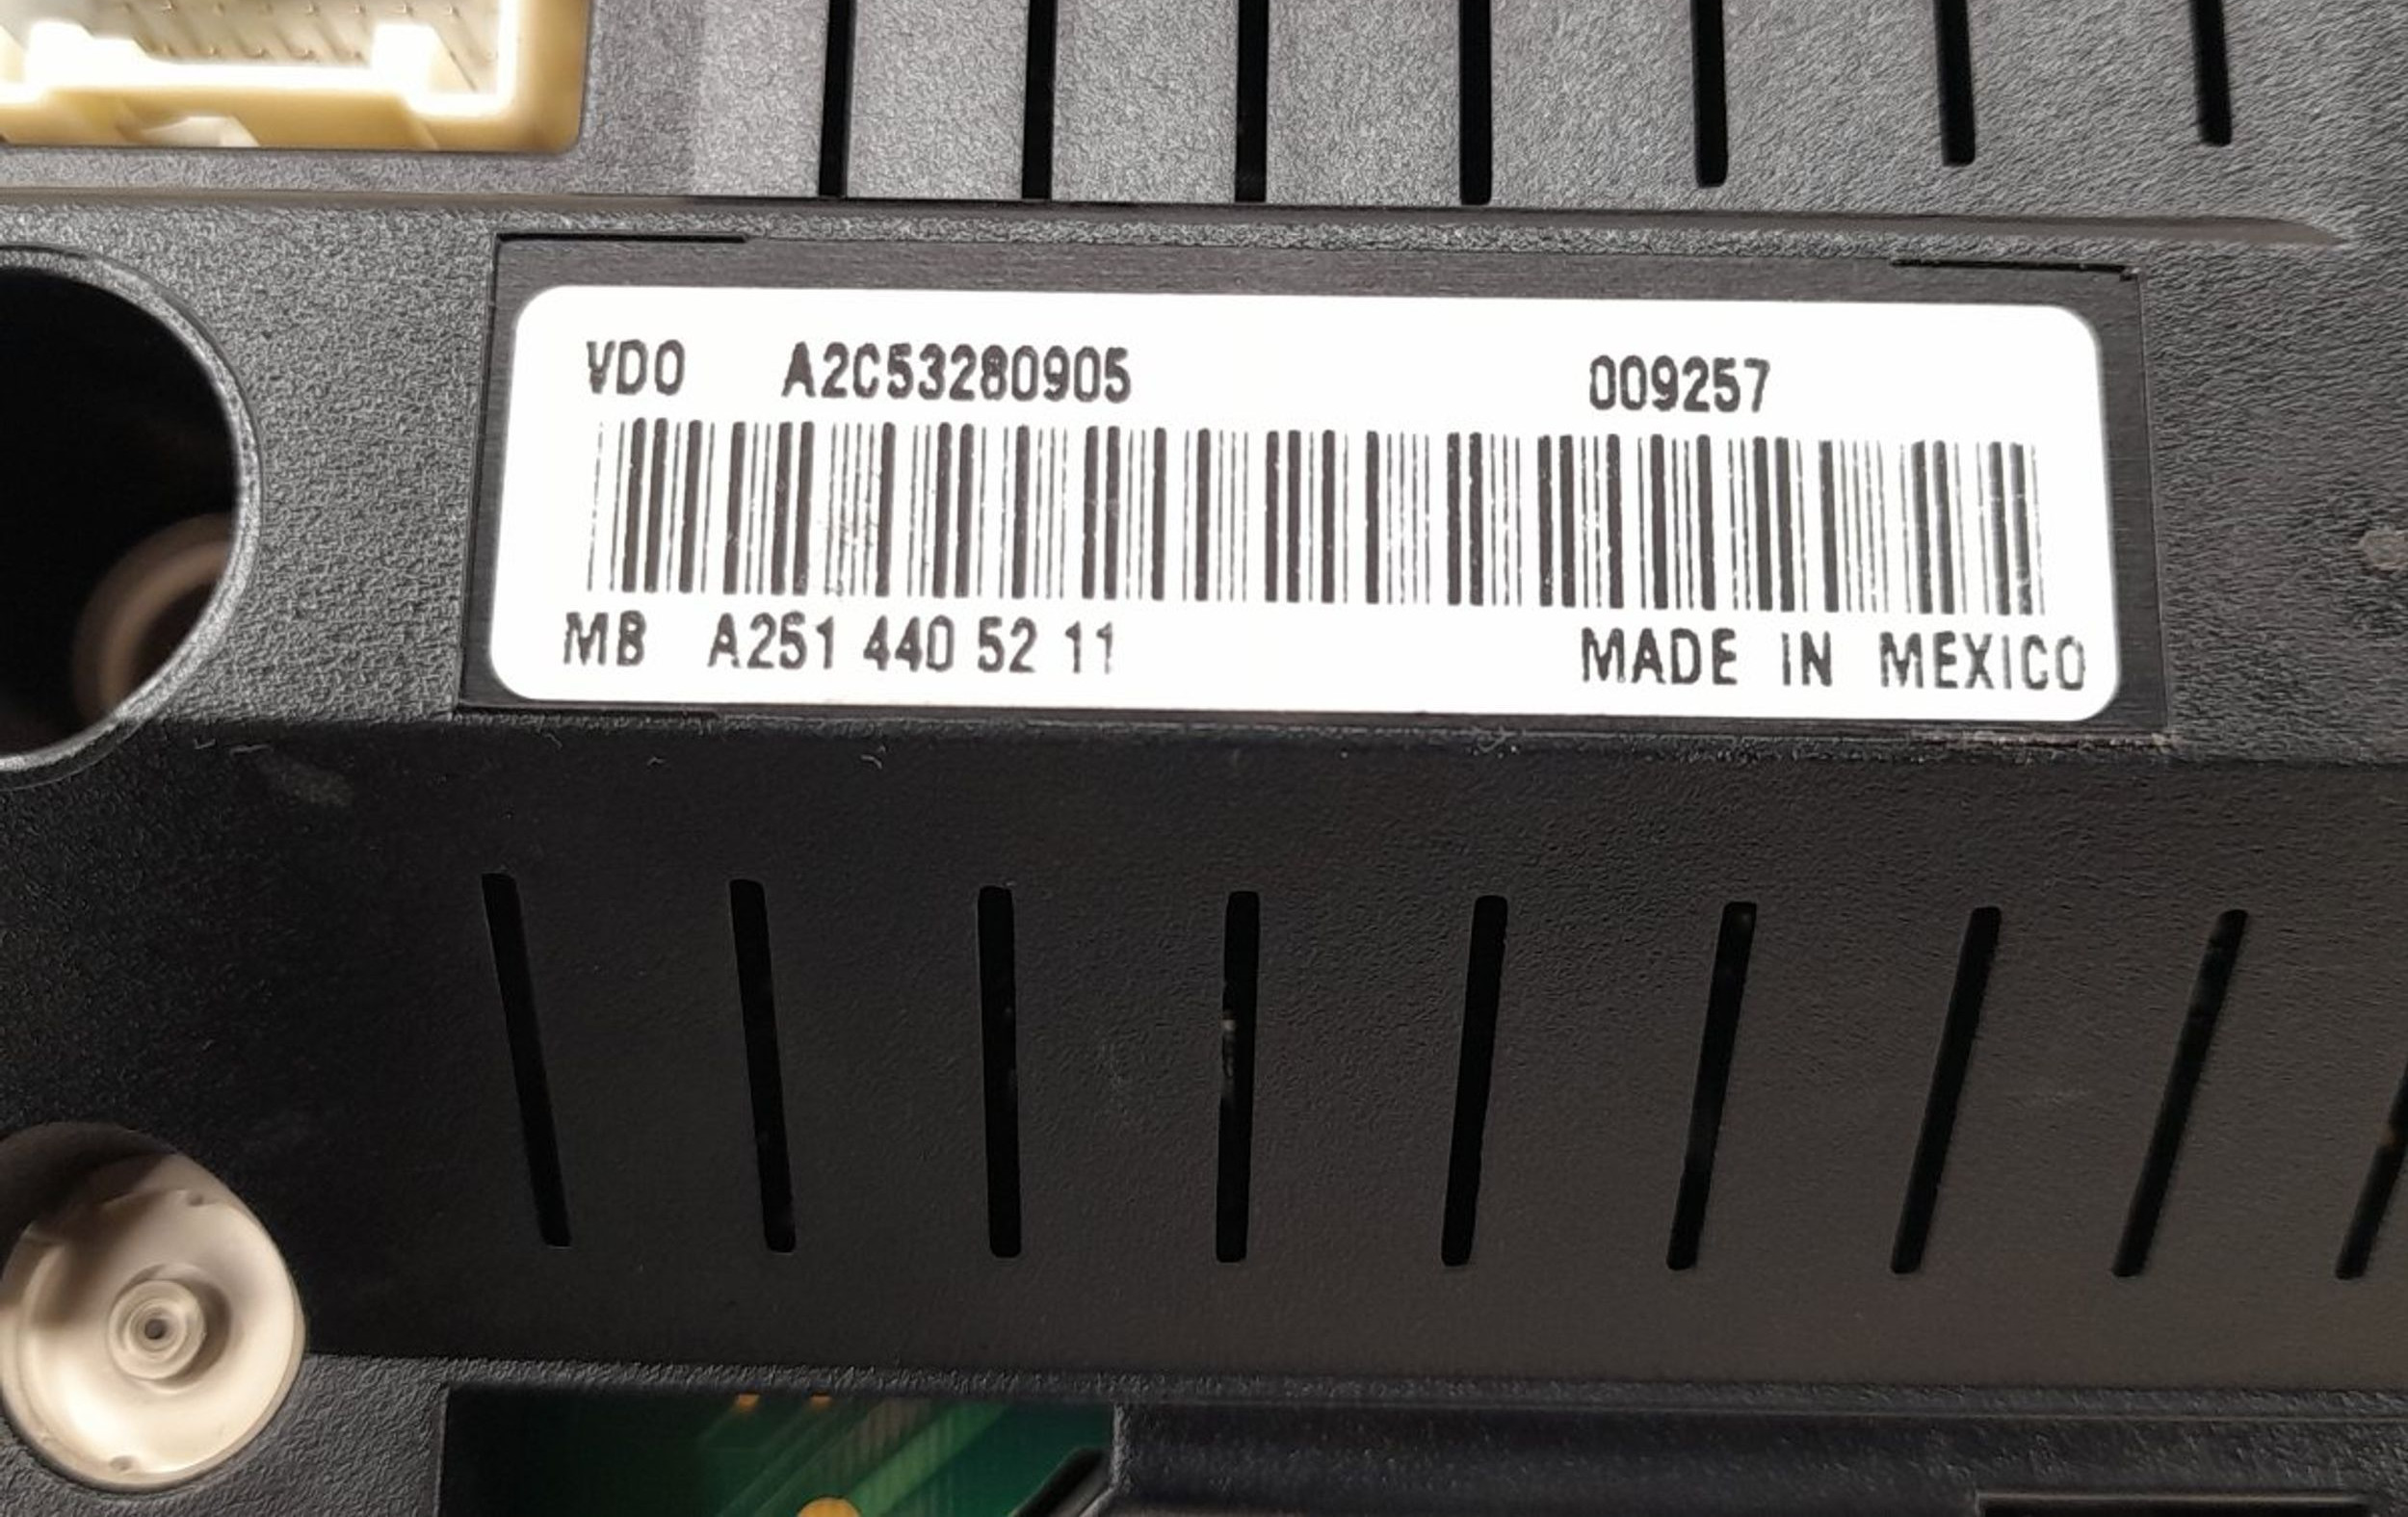 VDO A2C53280905 009257
MB A251 440 52 11 MADE IN MEXICO